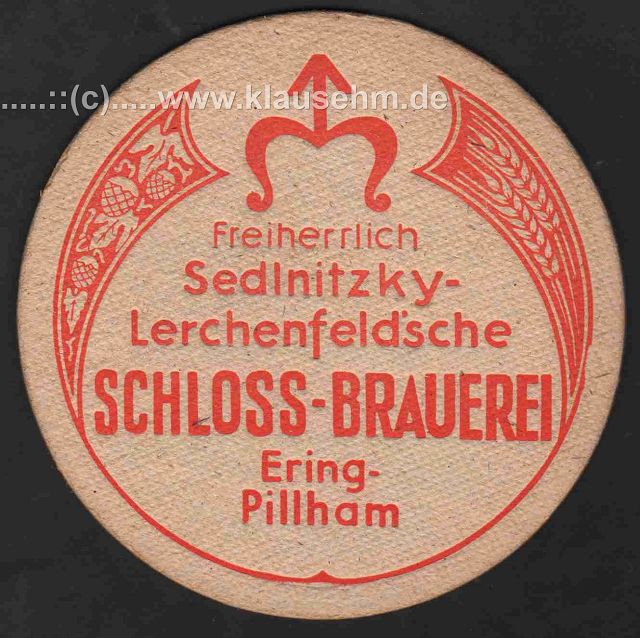 .....::(c).....www.klausehm.de
Freiherrlich
Sedlnitzky-
Lerchenfeld'sche
SCHLOSS-BRAUEREI
Ering-
Pillham